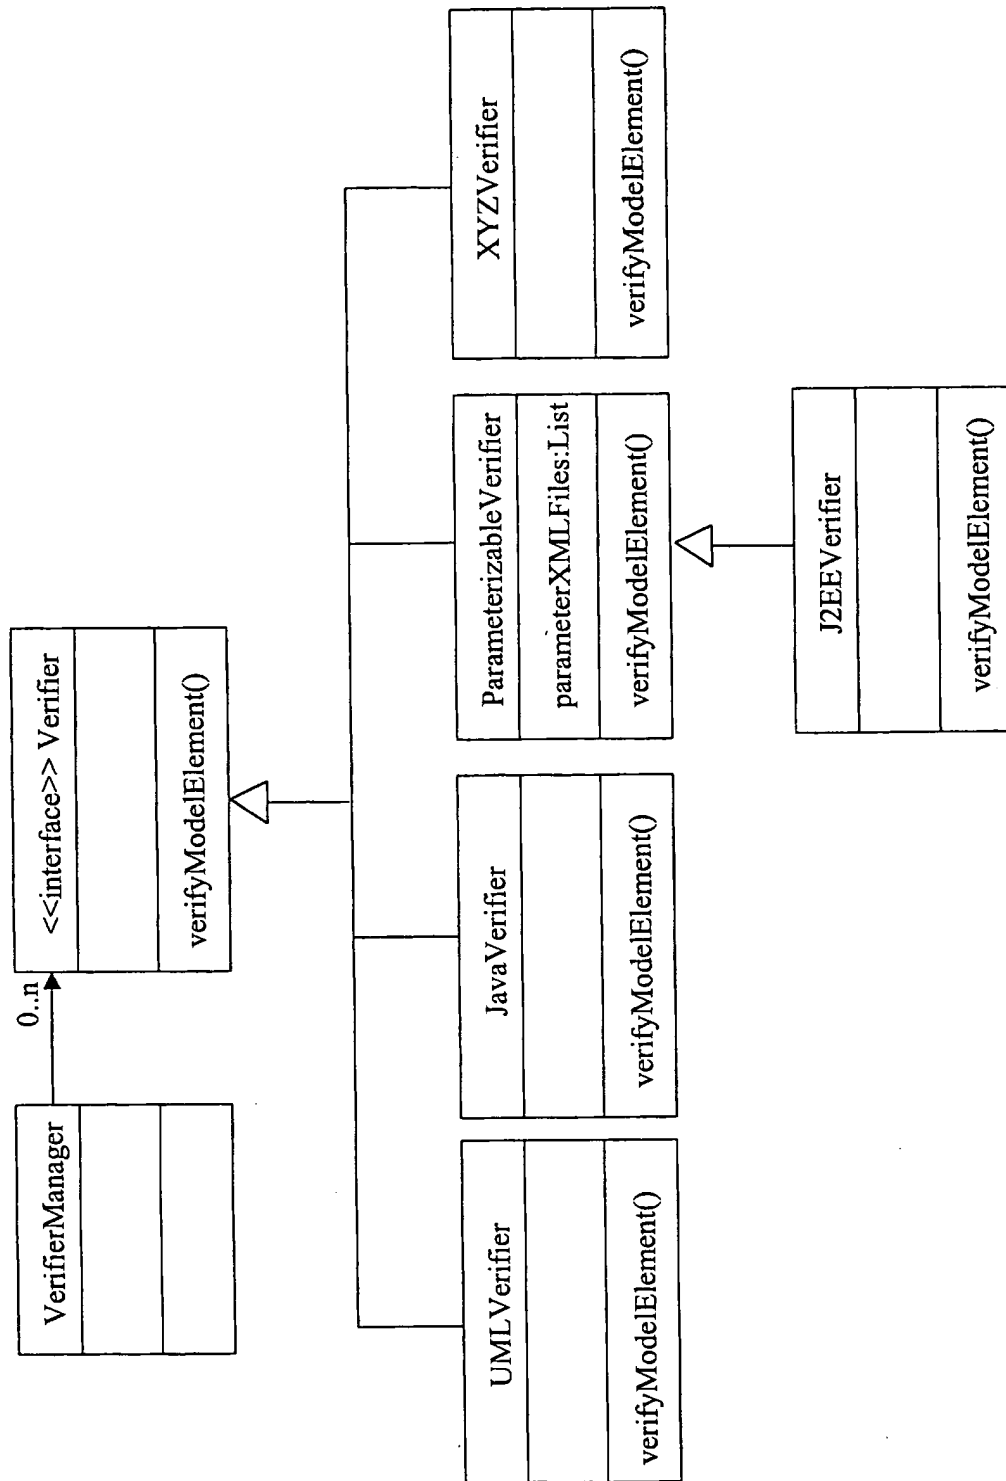 VerifierManager
0..n
<<interface>> Verifier
verifyModelElement()
UMLVerifier
verifyModelElement()
JavaVerifier
verifyModelElement()
ParameterizableVerifier
parameterXMLFiles:List
verifyModelElement()
XYZVerifier
verifyModelElement()
J2EEVerifier
verifyModelElement()